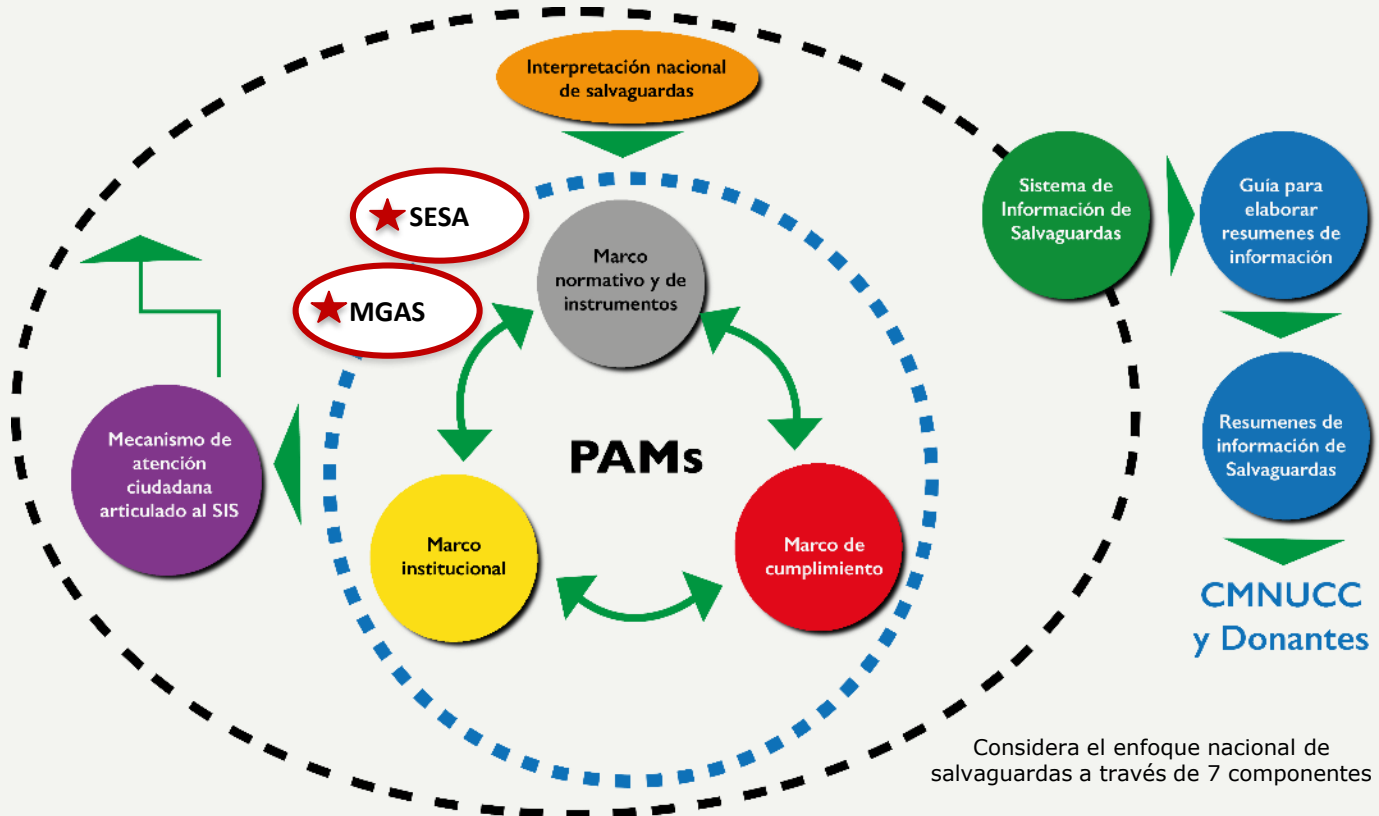 Interpretación nacional
de salvaguardas
SESA
MGAS
Marco
normativo y de
instrumentos
PAMs
Marco
institucional
Marco de
cumplimiento
Mecanismo de
atención
ciudadana
articulado al SIS
Sistema de
Información de
Salvaguardas
Guía para
elaborar
resumenes de
información
Resumenes de
información de
Salvaguardas
CMNUCC
y Donantes
Considera el enfoque nacional de
salvaguardas a través de 7 componentes